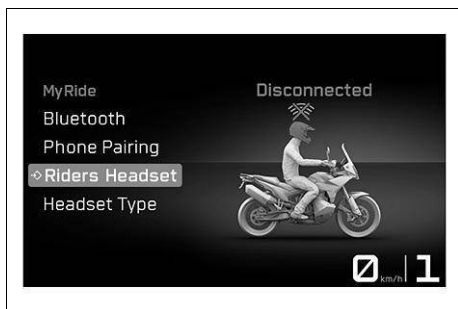 MyRide
Disconnected
Bluetooth
Phone Pairing
Riders Headset
Headset Type
0 km/h 1